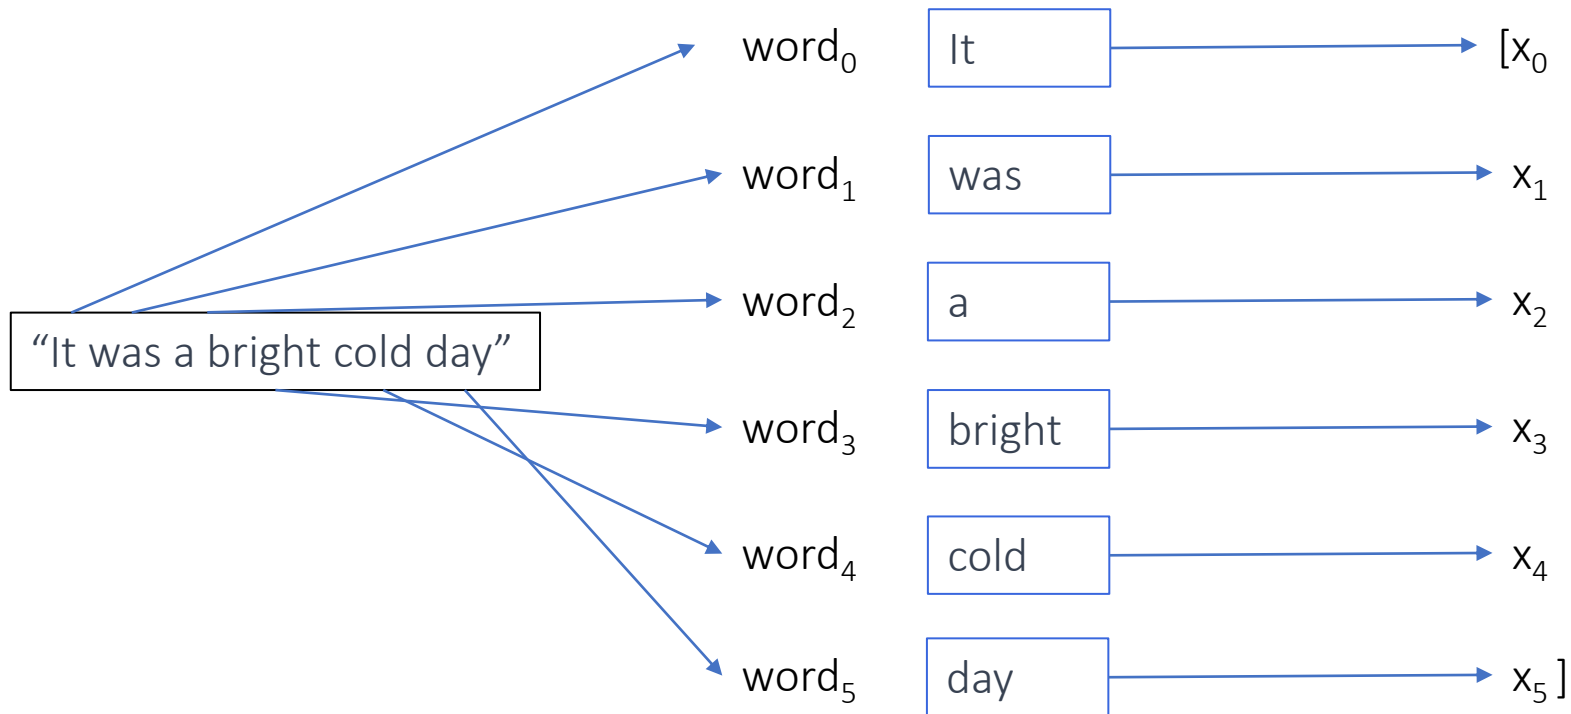 word₀ It [x₀
word₁ was x₁
word₂ a x₂
“It was a bright cold day”
word₃ bright x₃
word₄ cold x₄
word₅ day x₅ ]